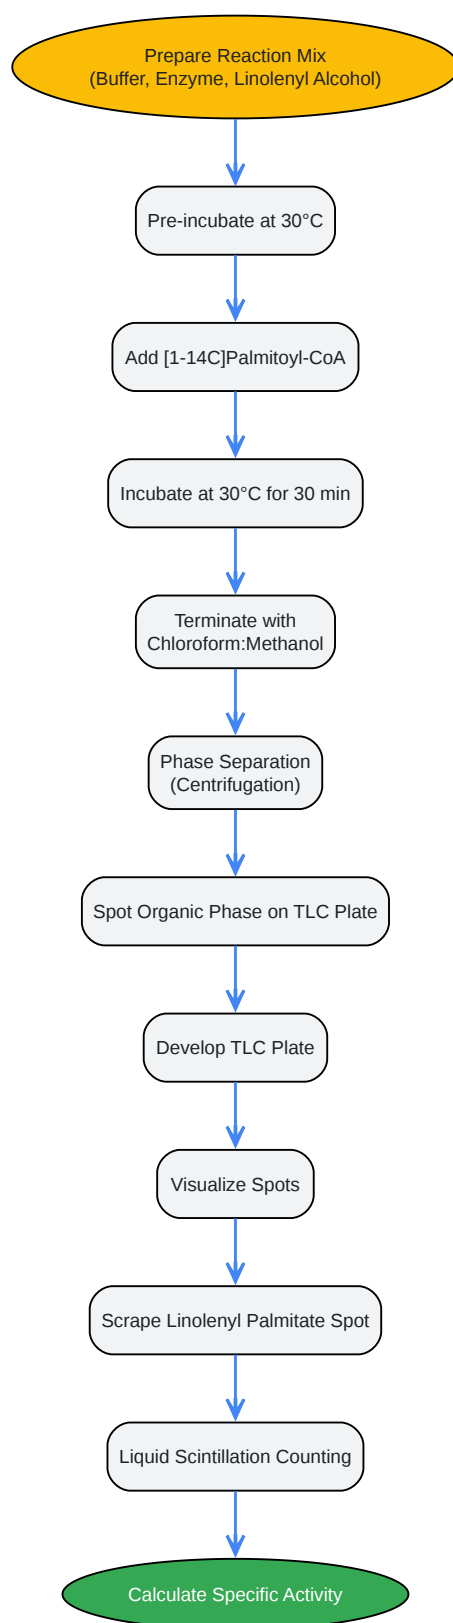 Prepare Reaction Mix
(Buffer, Enzyme, Linolenyl Alcohol)
Pre-incubate at 30°C
Add [1-14C]Palmitoyl-CoA
Incubate at 30°C for 30 min
Terminate with
Chloroform:Methanol
Phase Separation
(Centrifugation)
Spot Organic Phase on TLC Plate
Develop TLC Plate
Visualize Spots
Scrape Linolenyl Palmitate Spot
Liquid Scintillation Counting
Calculate Specific Activity